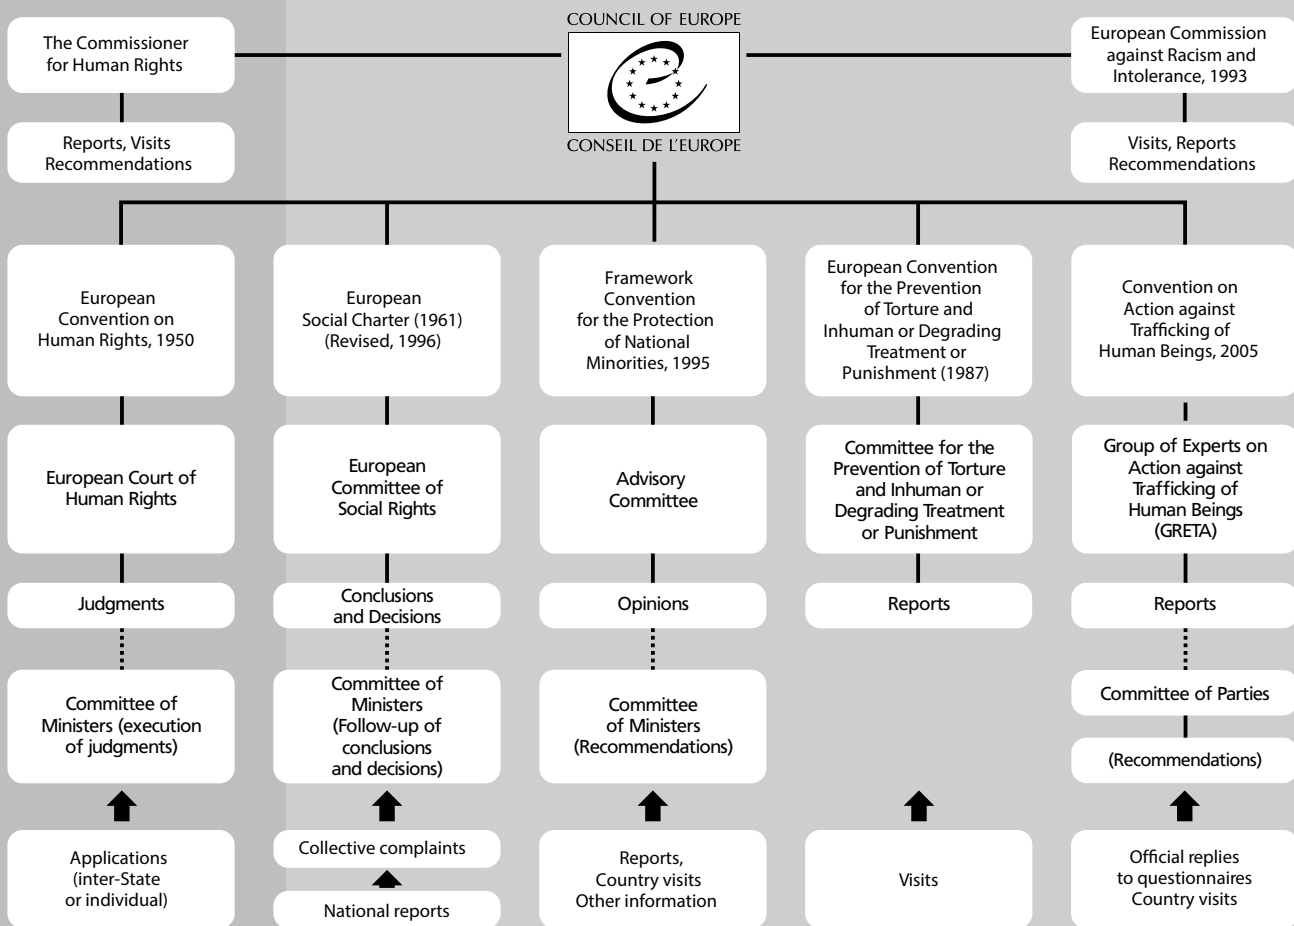 COUNCIL OF EUROPE
CONSEIL DE L'EUROPE
The Commissioner
for Human Rights
Reports, Visits
Recommendations
European Commission
against Racism and
Intolerance, 1993
Visits, Reports
Recommendations
European
Convention on
Human Rights, 1950
European
Social Charter (1961)
(Revised, 1996)
Framework
Convention
for the Protection
of National
Minorities, 1995
European Convention
for the Prevention
of Torture and
Inhuman or Degrading
Treatment or
Punishment (1987)
Convention on
Action against
Trafficking of
Human Beings, 2005
European Court of
Human Rights
European
Committee of
Social Rights
Advisory
Committee
Committee for the
Prevention of Torture
and Inhuman or
Degrading Treatment
or Punishment
Group of Experts on
Action against
Trafficking of
Human Beings
(GRETA)
Judgments
Conclusions
and Decisions
Opinions
Reports
Reports
Committee of
Ministers (execution
of judgments)
Committee of
Ministers
(Follow-up of
conclusions
and decisions)
Committee
of Ministers
(Recommendations)
Committee of Parties
(Recommendations)
Applications
(inter-State
or individual)
Collective complaints
National reports
Reports,
Country visits
Other information
Visits
Official replies
to questionnaires
Country visits